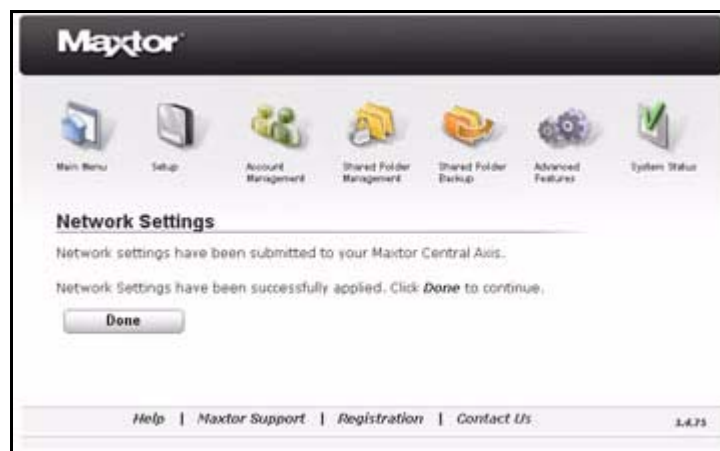 Maxtor
Main Menu
Setup
Account Management
Shared Folder Management
Shared Folder Backup
Advanced Features
System Status
Network Settings
Network settings have been submitted to your Maxtor Central Axis.
Network Settings have been successfully applied. Click Done to continue.
Done
Help | Maxtor Support | Registration | Contact Us